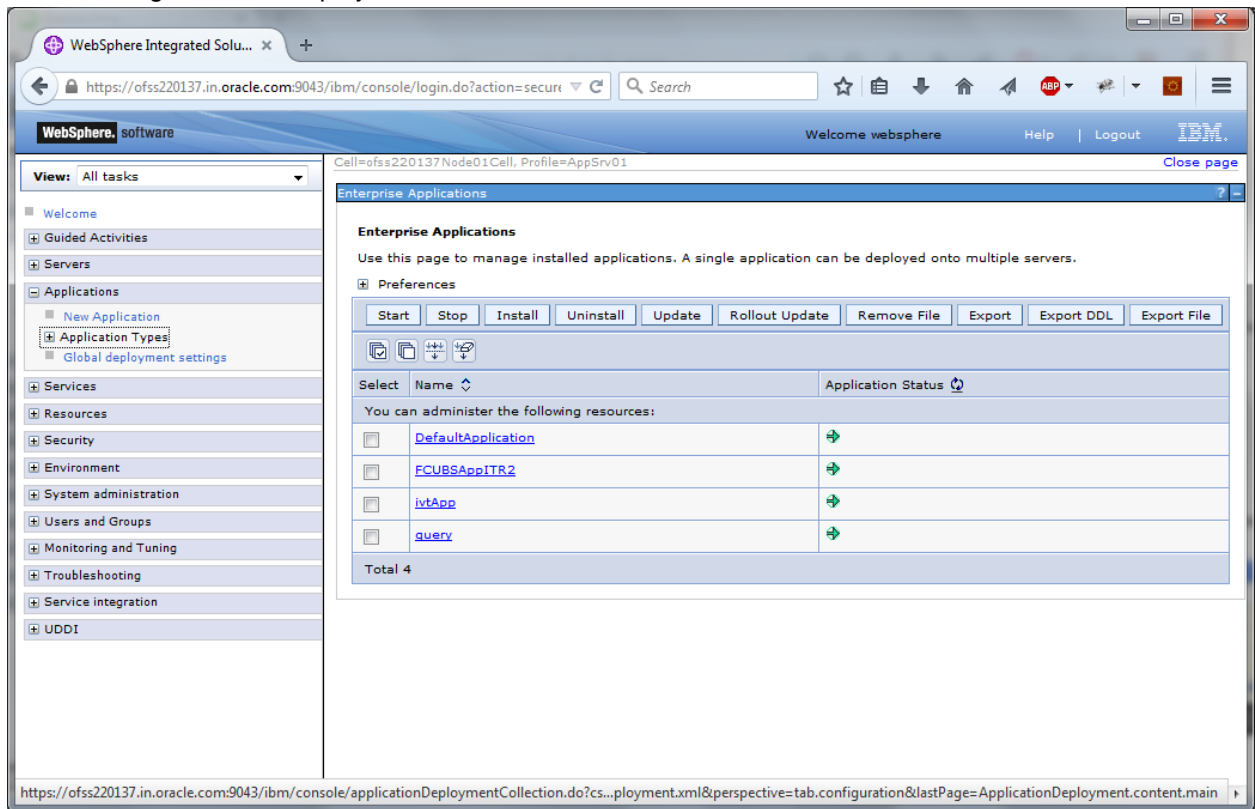 WebSphere Integrated Solu... × +
https://ofss220137.in.oracle.com:9043/ibm/console/login.do?action=secure
Search
ABP
WebSphere. software
Welcome websphere
Help | Logout
IBM.
View: All tasks
Welcome
Guided Activities
Servers
Applications
New Application
Application Types
Global deployment settings
Services
Resources
Security
Environment
System administration
Users and Groups
Monitoring and Tuning
Troubleshooting
Service integration
UDDI
Cell=ofss220137Node01Cell, Profile=AppSrv01
Close page
Enterprise Applications
? –
Enterprise Applications
Use this page to manage installed applications. A single application can be deployed onto multiple servers.
Preferences
Start Stop Install Uninstall Update Rollout Update Remove File Export Export DDL Export File
Select Name Application Status
You can administer the following resources:
DefaultApplication
FCUBSAppITR2
ivtApp
query
Total 4
https://ofss220137.in.oracle.com:9043/ibm/console/applicationDeploymentCollection.do?cs...ployment.xml&perspective=tab.configuration&lastPage=ApplicationDeployment.content.main